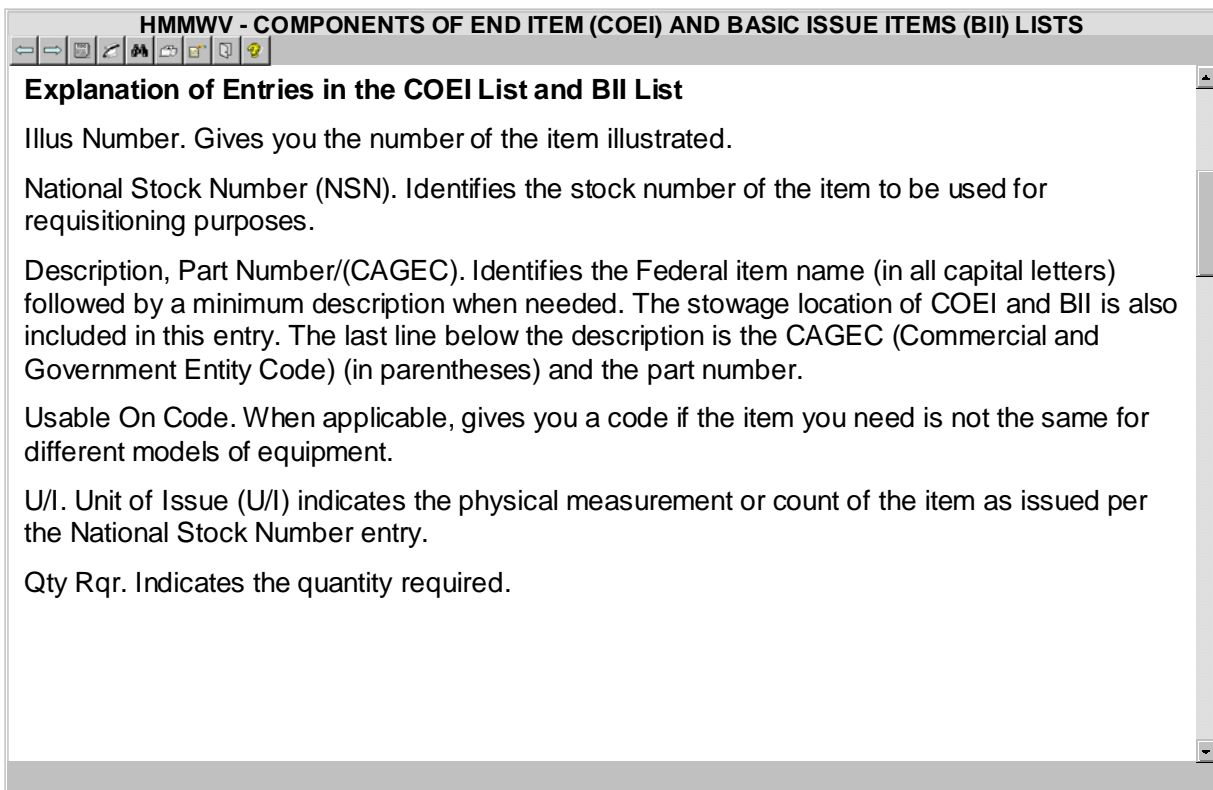 HMMWV - COMPONENTS OF END ITEM (COEI) AND BASIC ISSUE ITEMS (BII) LISTS
Explanation of Entries in the COEI List and BII List
Illus Number. Gives you the number of the item illustrated.
National Stock Number (NSN). Identifies the stock number of the item to be used for
requisitioning purposes.
Description, Part Number/(CAGEC). Identifies the Federal item name (in all capital letters)
followed by a minimum description when needed. The stowage location of COEI and BII is also
included in this entry. The last line below the description is the CAGEC (Commercial and
Government Entity Code) (in parentheses) and the part number.
Usable On Code. When applicable, gives you a code if the item you need is not the same for
different models of equipment.
U/I. Unit of Issue (U/I) indicates the physical measurement or count of the item as issued per
the National Stock Number entry.
Qty Rqr. Indicates the quantity required.